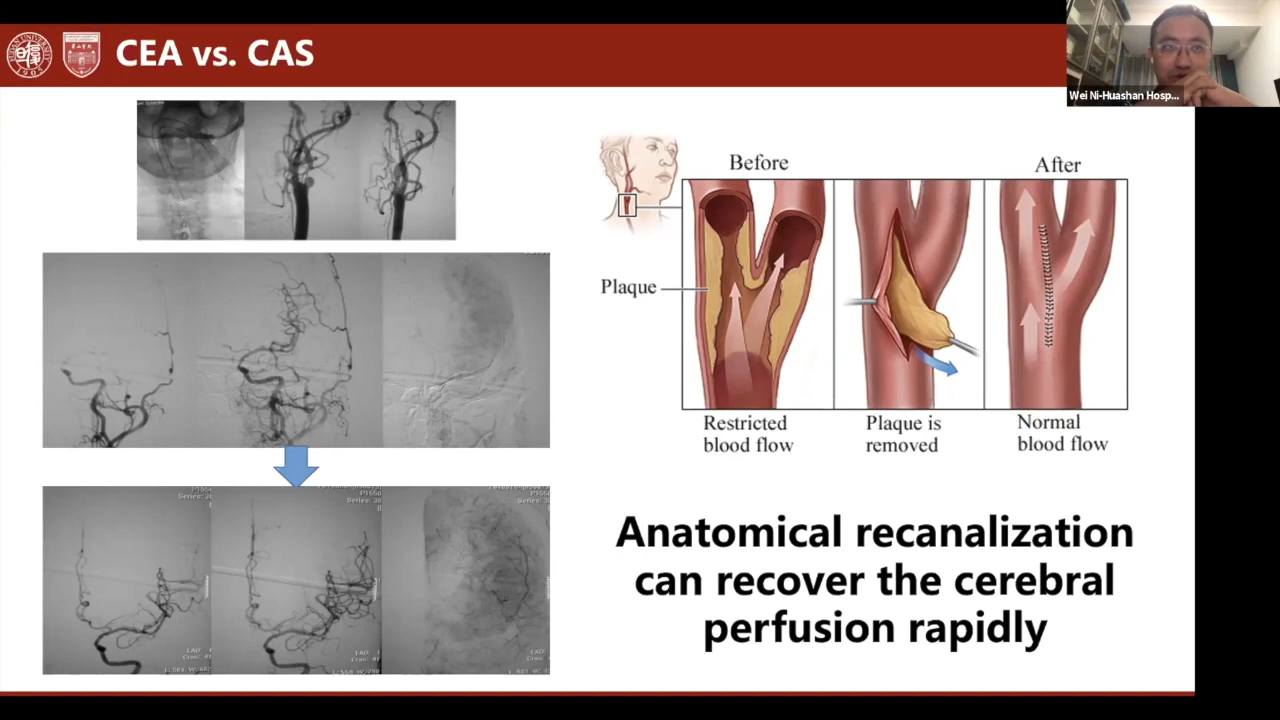 CEA vs. CAS
Wei Ni-Huashan Hosp...
Before
After
Plaque
Restricted
blood flow
Plaque is
removed
Normal
blood flow
Anatomical recanalization
can recover the cerebral
perfusion rapidly